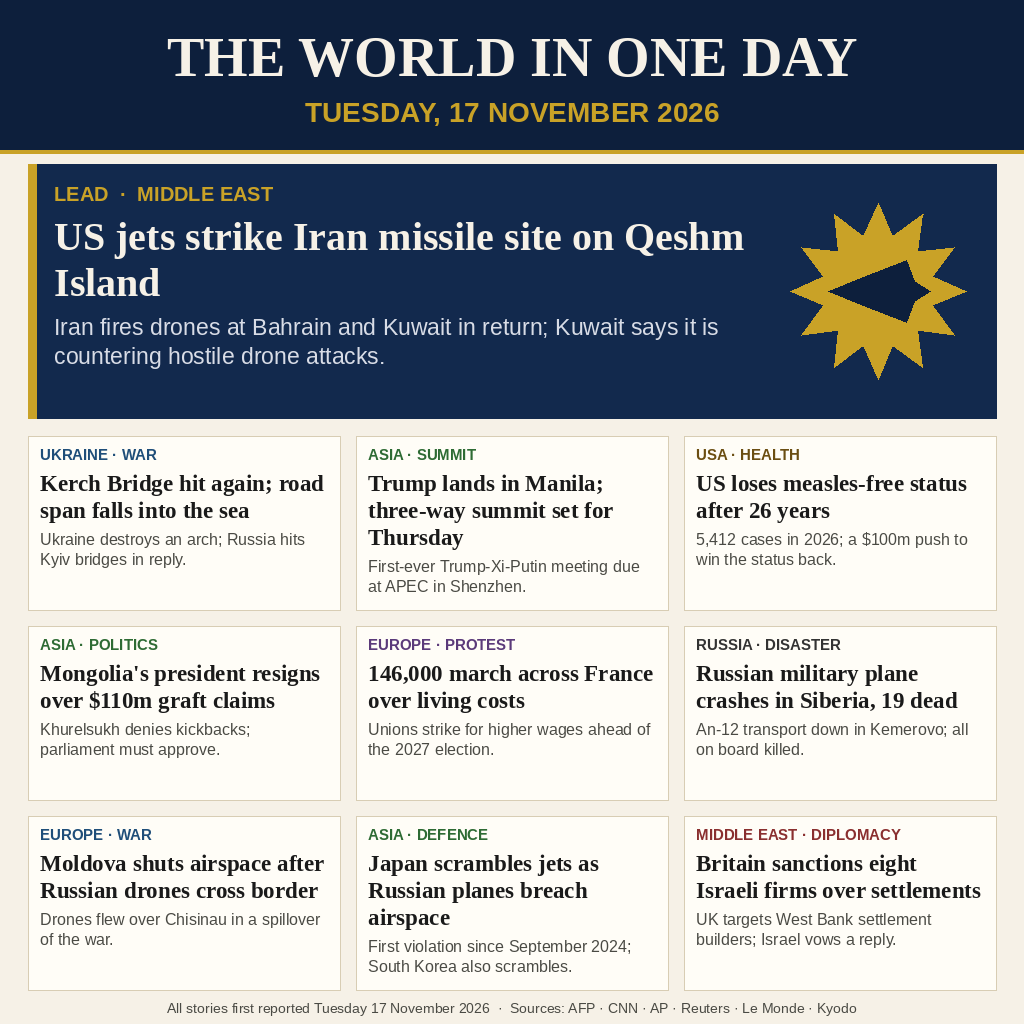 THE WORLD IN ONE DAY
TUESDAY, 17 NOVEMBER 2026
LEAD · MIDDLE EAST
US jets strike Iran missile site on Qeshm
Island
Iran fires drones at Bahrain and Kuwait in return; Kuwait says it is
countering hostile drone attacks.
UKRAINE · WAR
Kerch Bridge hit again; road
span falls into the sea
Ukraine destroys an arch; Russia hits
Kyiv bridges in reply.
ASIA · SUMMIT
Trump lands in Manila;
three-way summit set for
Thursday
First-ever Trump-Xi-Putin meeting due
at APEC in Shenzhen.
USA · HEALTH
US loses measles-free status
after 26 years
5,412 cases in 2026; a $100m push to
win the status back.
ASIA · POLITICS
Mongolia's president resigns
over $110m graft claims
Khurelsukh denies kickbacks;
parliament must approve.
EUROPE · PROTEST
146,000 march across France
over living costs
Unions strike for higher wages ahead of
the 2027 election.
RUSSIA · DISASTER
Russian military plane
crashes in Siberia, 19 dead
An-12 transport down in Kemerovo; all
on board killed.
EUROPE · WAR
Moldova shuts airspace after
Russian drones cross border
Drones flew over Chisinau in a spillover
of the war.
ASIA · DEFENCE
Japan scrambles jets as
Russian planes breach
airspace
First violation since September 2024;
South Korea also scrambles.
MIDDLE EAST · DIPLOMACY
Britain sanctions eight
Israeli firms over settlements
UK targets West Bank settlement
builders; Israel vows a reply.
All stories first reported Tuesday 17 November 2026 · Sources: AFP · CNN · AP · Reuters · Le Monde · Kyodo